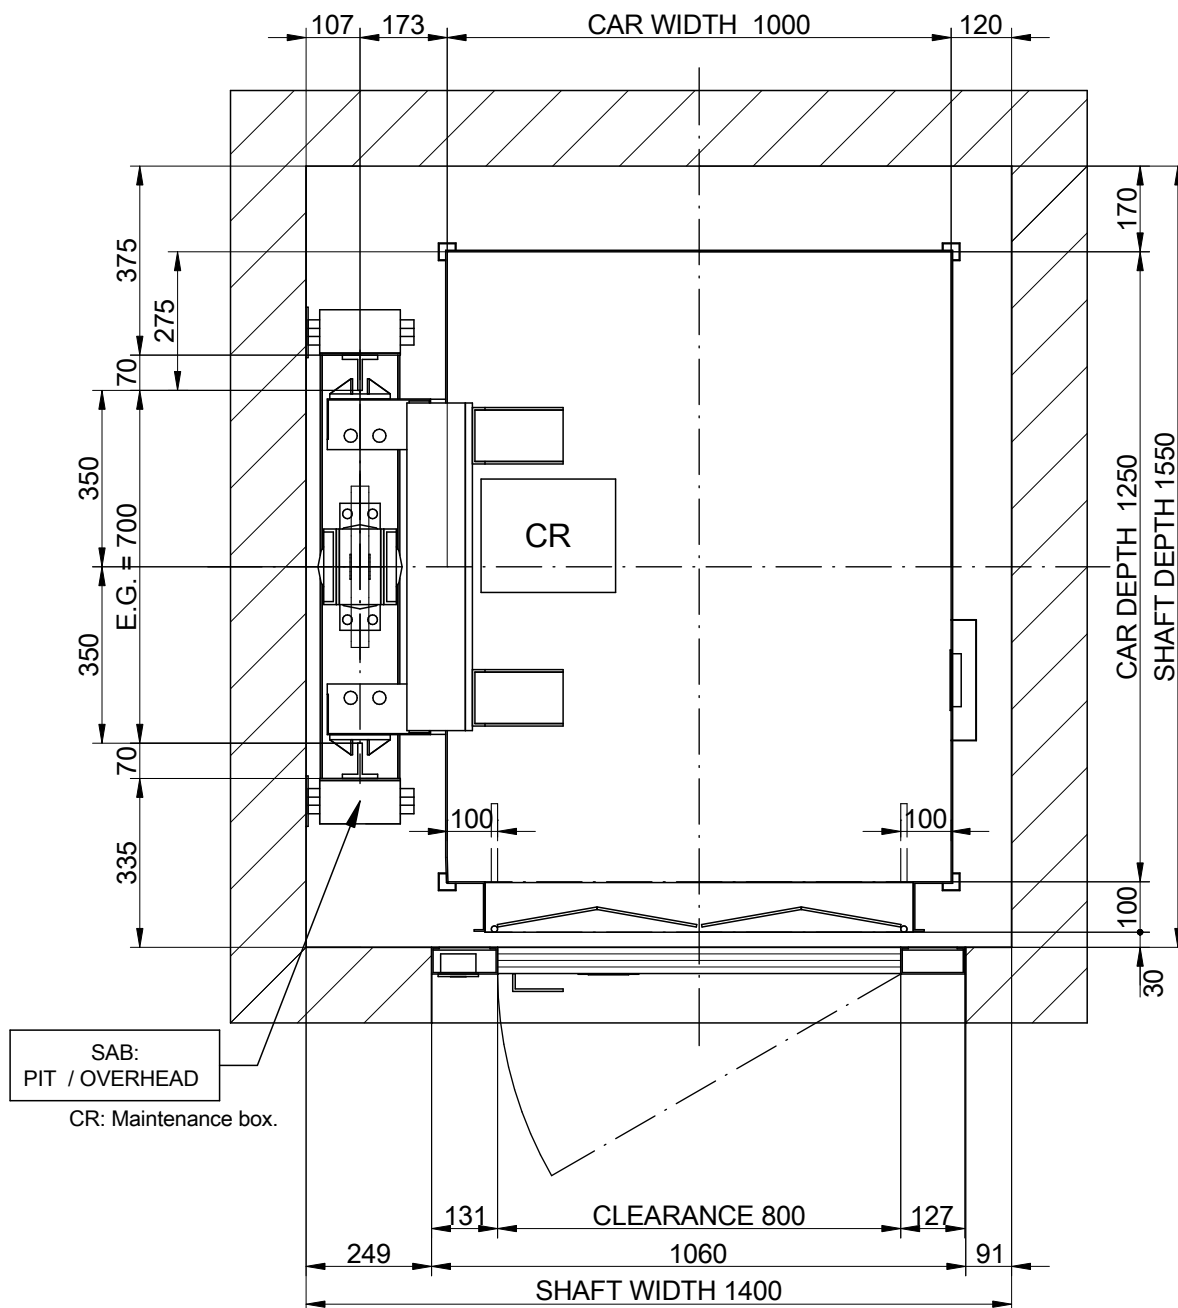 107
173
CAR WIDTH 1000
120
375
275
70
350
E.G. = 700
350
70
335
170
CAR DEPTH 1250
SHAFT DEPTH 1550
100
30
CR
100
100
SAB:
PIT / OVERHEAD
CR: Maintenance box.
131
CLEARANCE 800
127
249
1060
91
SHAFT WIDTH 1400